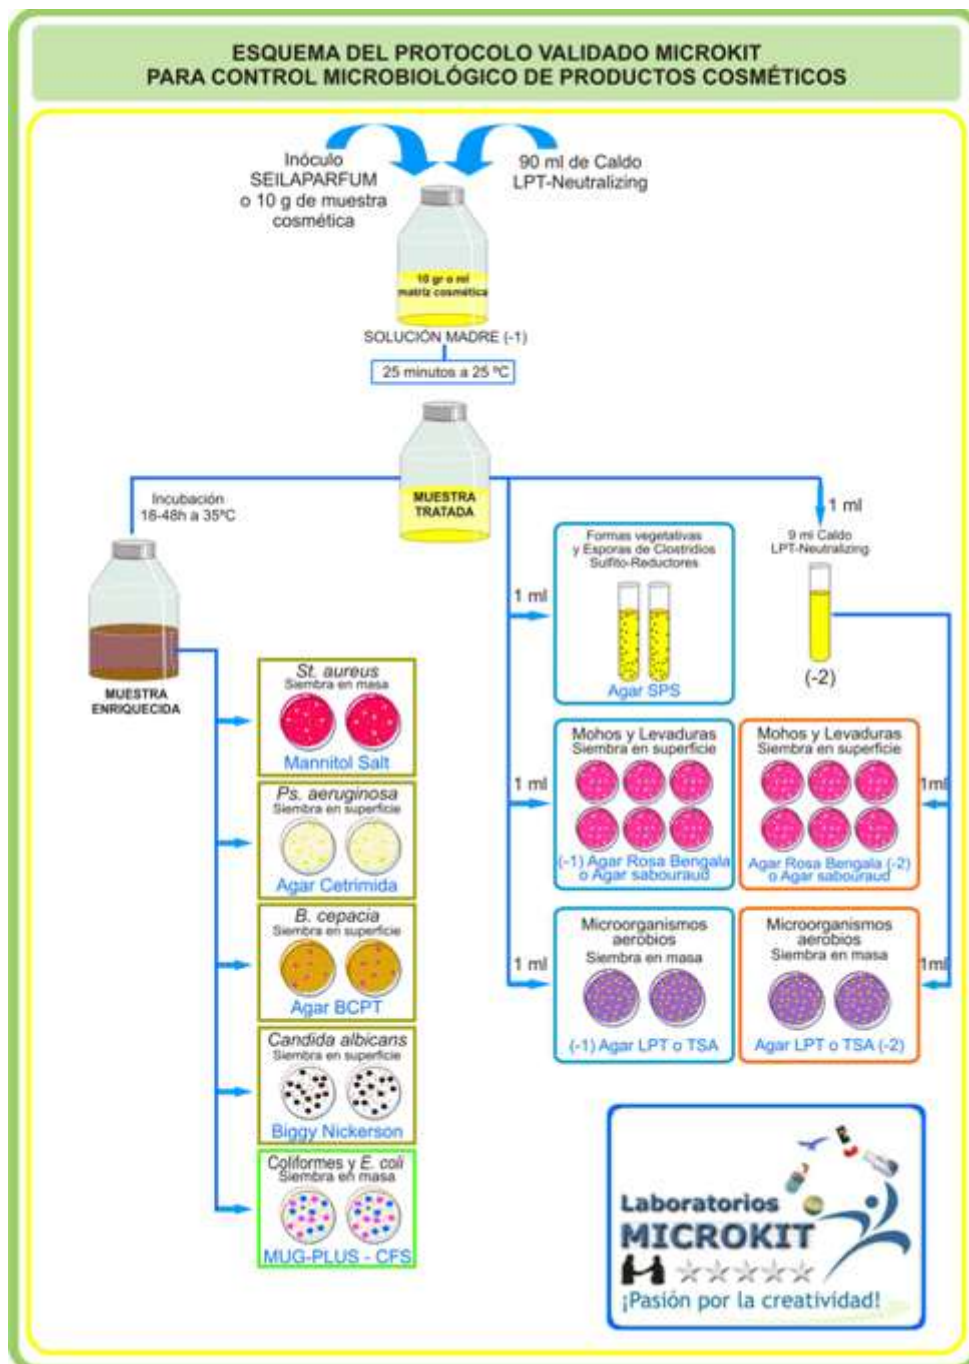 ESQUEMA DEL PROTOCOLO VALIDADO MICROKIT
PARA CONTROL MICROBIOLÓGICO DE PRODUCTOS COSMÉTICOS
Inóculo
SEILAPARFUM
o 10 g de muestra
cosmética
90 ml de Caldo
LPT-Neutralizing
10 gr o ml
matriz cosmética
SOLUCIÓN MADRE (-1)
25 minutos a 25 ºC
MUESTRA
TRATADA
Incubación
18-48h a 35ºC
MUESTRA
ENRIQUECIDA
St. aureus
Siembra en masa
Mannitol Salt
Ps. aeruginosa
Siembra en superficie
Agar Cetrimida
B. cepacia
Siembra en superficie
Agar BCPT
Candida albicans
Siembra en superficie
Biggy Nickerson
Coliformes y E. coli
Siembra en masa
MUG-PLUS - CFS
1 ml
Formas vegetativas
y Esporas de Clostridios
Sulfito-Reductores
Agar SPS
1 ml
Mohos y Levaduras
Siembra en superficie
(-1) Agar Rosa Bengala
o Agar sabouraud
1 ml
Microorganismos
aerobios
Siembra en masa
(-1) Agar LPT o TSA
1 ml
9 ml Caldo
LPT-Neutralizing
(-2)
Mohos y Levaduras
Siembra en superficie
1ml
Agar Rosa Bengala (-2)
o Agar sabouraud
Microorganismos
aerobios
Siembra en masa
1ml
Agar LPT o TSA (-2)
Laboratorios
MICROKIT
¡Pasión por la creatividad!